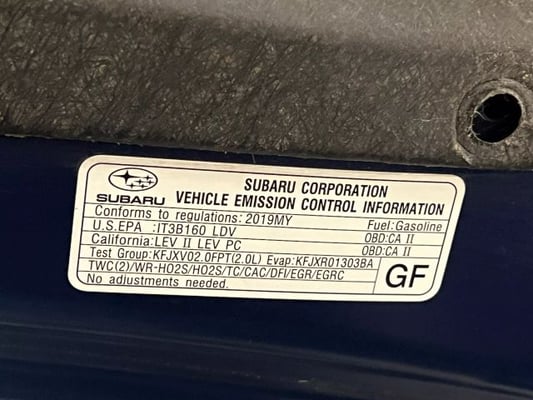 SUBARU CORPORATION
SUBARU VEHICLE EMISSION CONTROL INFORMATION
Conforms to regulations: 2019MY Fuel: Gasoline
U.S.EPA :IT3B160 LDV OBD:CA II
California:LEV II LEV PC OBD:CA II
Test Group:KFJXV02.0FPT(2.0L) Evap:KFJXR01303BA
TWC(2)/WR-HO2S/HO2S/TC/CAC/DFI/EGR/EGRC
No adjustments needed.
GF